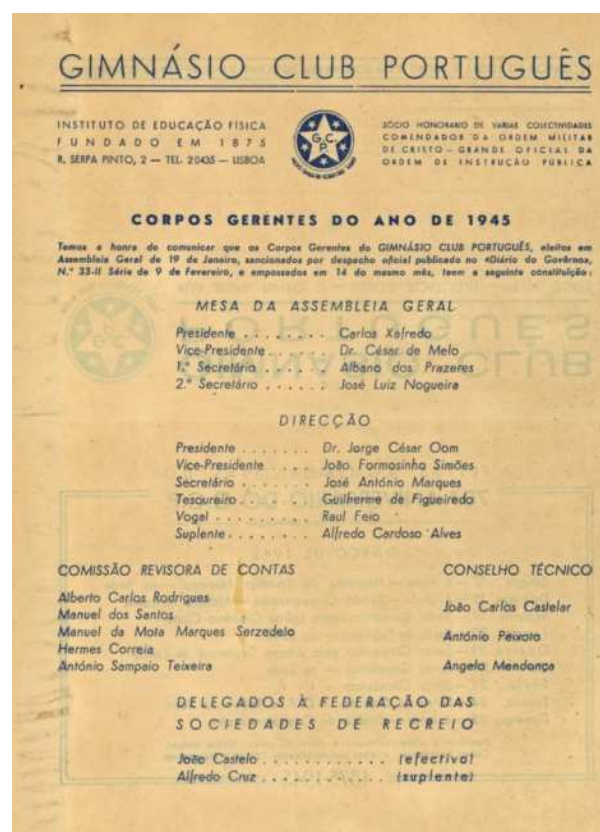 GIMNÁSIO CLUB PORTUGUÊS
INSTITUTO DE EDUCAÇÃO FÍSICA
FUNDADO EM 1875
R. SERPA PINTO, 2 — TEL. 20435 — LISBOA
G.C.P.
SÓCIO HONORÁRIO DE VÁRIAS COLECTIVIDADES
COMENDADOR DA ORDEM MILITAR
DE CRISTO — GRANDE OFICIAL DA
ORDEM DE INSTRUÇÃO PÚBLICA
CORPOS GERENTES DO ANO DE 1945
Temos a honra de comunicar que os Corpos Gerentes do GIMNÁSIO CLUB PORTUGUÊS, eleitos em
Assembleia Geral de 19 de Janeiro, sancionados por despacho oficial publicado no «Diário do Govêrno»,
N.º 33-II Série de 9 de Fevereiro, e empossados em 14 do mesmo mês, teem a seguinte constituição:
MESA DA ASSEMBLEIA GERAL
Presidente . . . . . . . . Carlos Xafredo
Vice-Presidente . . . . . . Dr. César de Melo
1.º Secretário . . . . . . Albano dos Prazeres
2.º Secretário . . . . . . José Luiz Nogueira
DIRECÇÃO
Presidente . . . . . . . Dr. Jorge César Oom
Vice-Presidente . . . . João Formosinho Simões
Secretário . . . . . . . José António Marques
Tesoureiro . . . . . . . Guilherme de Figueiredo
Vogal . . . . . . . . . Raul Feio
Suplente . . . . . . . . Alfredo Cardoso Alves
COMISSÃO REVISORA DE CONTAS
Alberto Carlos Rodrigues
Manuel dos Santos
Manuel da Mota Marques Serzedelo
Hermes Correia
António Sampaio Teixeira
CONSELHO TÉCNICO
João Carlos Castelar
António Peixoto
Angelo Mendonça
DELEGADOS À FEDERAÇÃO DAS
SOCIEDADES DE RECREIO
João Castelo . . . . . . . . . . . . (efectivo)
Alfredo Cruz . . . . . . . . . . . . (suplente)